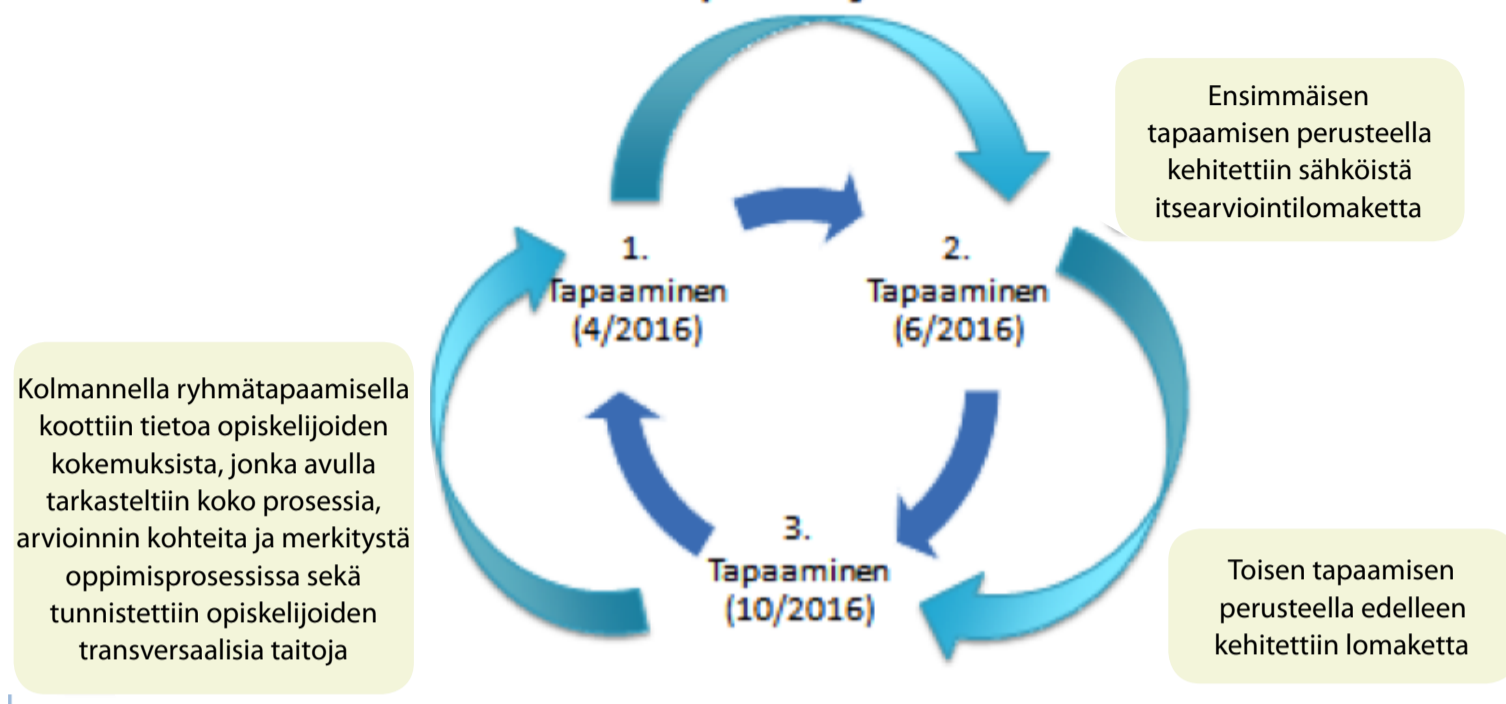 Ensimmäisen
tapaamisen perusteella
kehitettiin sähköistä
itsearviointilomaketta
1.
Tapaaminen
(4/2016)
2.
Tapaaminen
(6/2016)
Kolmannella ryhmätapaamisella
koottiin tietoa opiskelijoiden
kokemuksista, jonka avulla
tarkasteltiin koko prosessia,
arvioinnin kohteita ja merkitystä
oppimisprosessissa sekä
tunnistettiin opiskelijoiden
transversaalisia taitoja
3.
Tapaaminen
(10/2016)
Toisen tapaamisen
perusteella edelleen
kehitettiin lomaketta